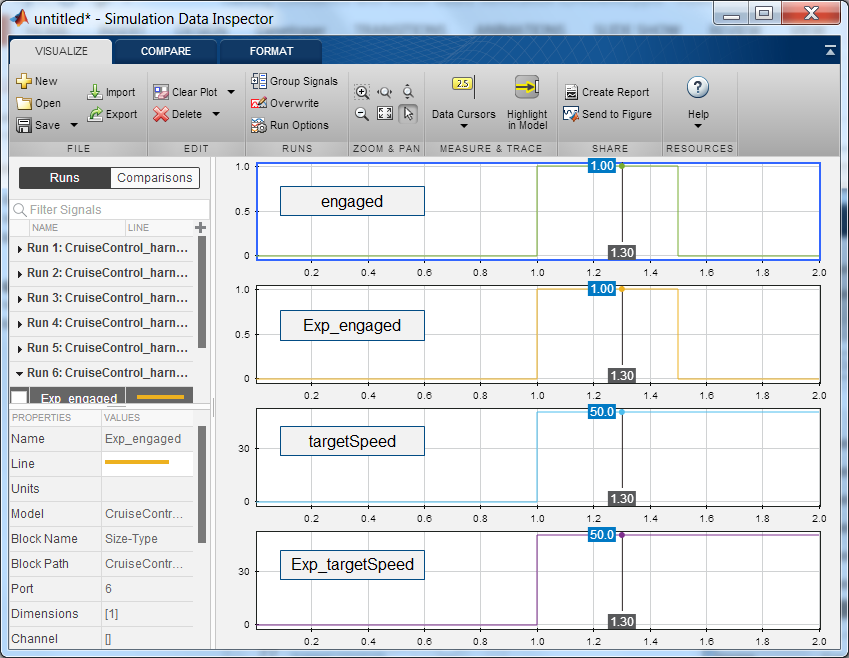 untitled* - Simulation Data Inspector
VISUALIZE COMPARE FORMAT
New
Open
Save
Import
Export
FILE
Clear Plot
Delete
EDIT
Group Signals
Overwrite
Run Options
RUNS
ZOOM & PAN
2.5
Data Cursors
Highlight
in Model
MEASURE & TRACE
Create Report
Send to Figure
SHARE
?
Help
RESOURCES
Runs Comparisons
Filter Signals
NAME LINE
Run 1: CruiseControl_harn...
Run 2: CruiseControl_harn...
Run 3: CruiseControl_harn...
Run 4: CruiseControl_harn...
Run 5: CruiseControl_harn...
Run 6: CruiseControl_harn...
Exp_engaged
PROPERTIES VALUES
Name Exp_engaged
Line
Units
Model CruiseContr...
Block Name Size-Type
Block Path CruiseContr...
Port 6
Dimensions [1]
Channel []
1.0
0.5
0
engaged
1.00
1.30
0.2 0.4 0.6 0.8 1.0 1.2 1.4 1.6 1.8 2.0
1.0
0.5
0
Exp_engaged
1.00
1.30
0.2 0.4 0.6 0.8 1.0 1.2 1.4 1.6 1.8 2.0
30
0
targetSpeed
50.0
1.30
0.2 0.4 0.6 0.8 1.0 1.2 1.4 1.6 1.8 2.0
30
0
Exp_targetSpeed
50.0
1.30
0.2 0.4 0.6 0.8 1.0 1.2 1.4 1.6 1.8 2.0